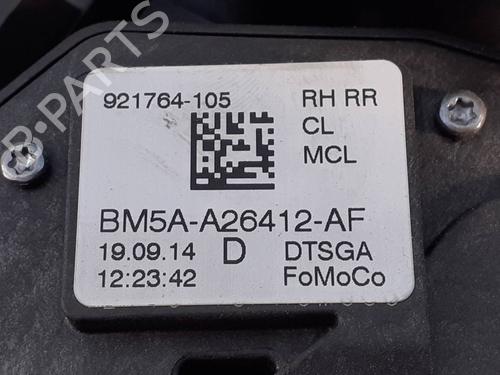 921764-105 RH RR
CL
MCL
BM5A-A26412-AF
19.09.14 D DTSGA
12:23:42 FoMoCo